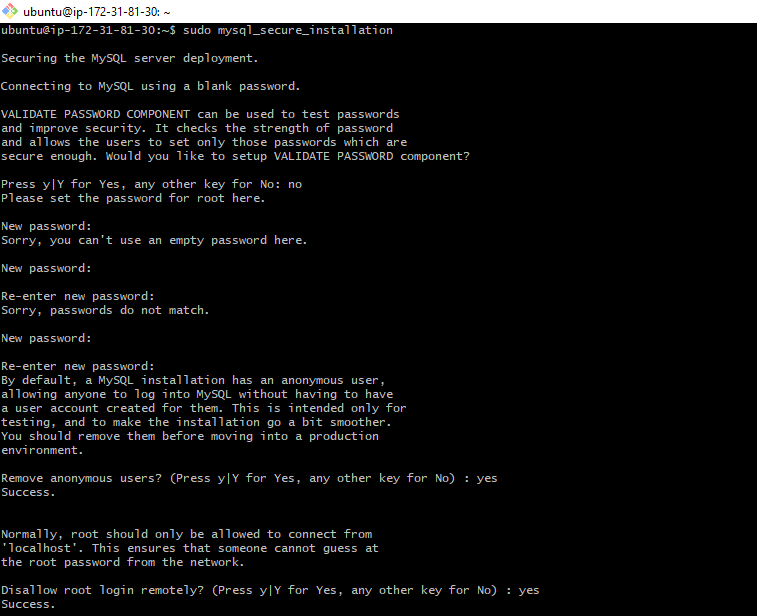 ubuntu@ip-172-31-81-30: ~
ubuntu@ip-172-31-81-30:~$ sudo mysql_secure_installation
Securing the MySQL server deployment.
Connecting to MySQL using a blank password.
VALIDATE PASSWORD COMPONENT can be used to test passwords
and improve security. It checks the strength of password
and allows the users to set only those passwords which are
secure enough. Would you like to setup VALIDATE PASSWORD component?
Press y|Y for Yes, any other key for No: no
Please set the password for root here.
New password:
Sorry, you can't use an empty password here.
New password:
Re-enter new password:
Sorry, passwords do not match.
New password:
Re-enter new password:
By default, a MySQL installation has an anonymous user,
allowing anyone to log into MySQL without having to have
a user account created for them. This is intended only for
testing, and to make the installation go a bit smoother.
You should remove them before moving into a production
environment.
Remove anonymous users? (Press y|Y for Yes, any other key for No) : yes
Success.
Normally, root should only be allowed to connect from
'localhost'. This ensures that someone cannot guess at
the root password from the network.
Disallow root login remotely? (Press y|Y for Yes, any other key for No) : yes
Success.